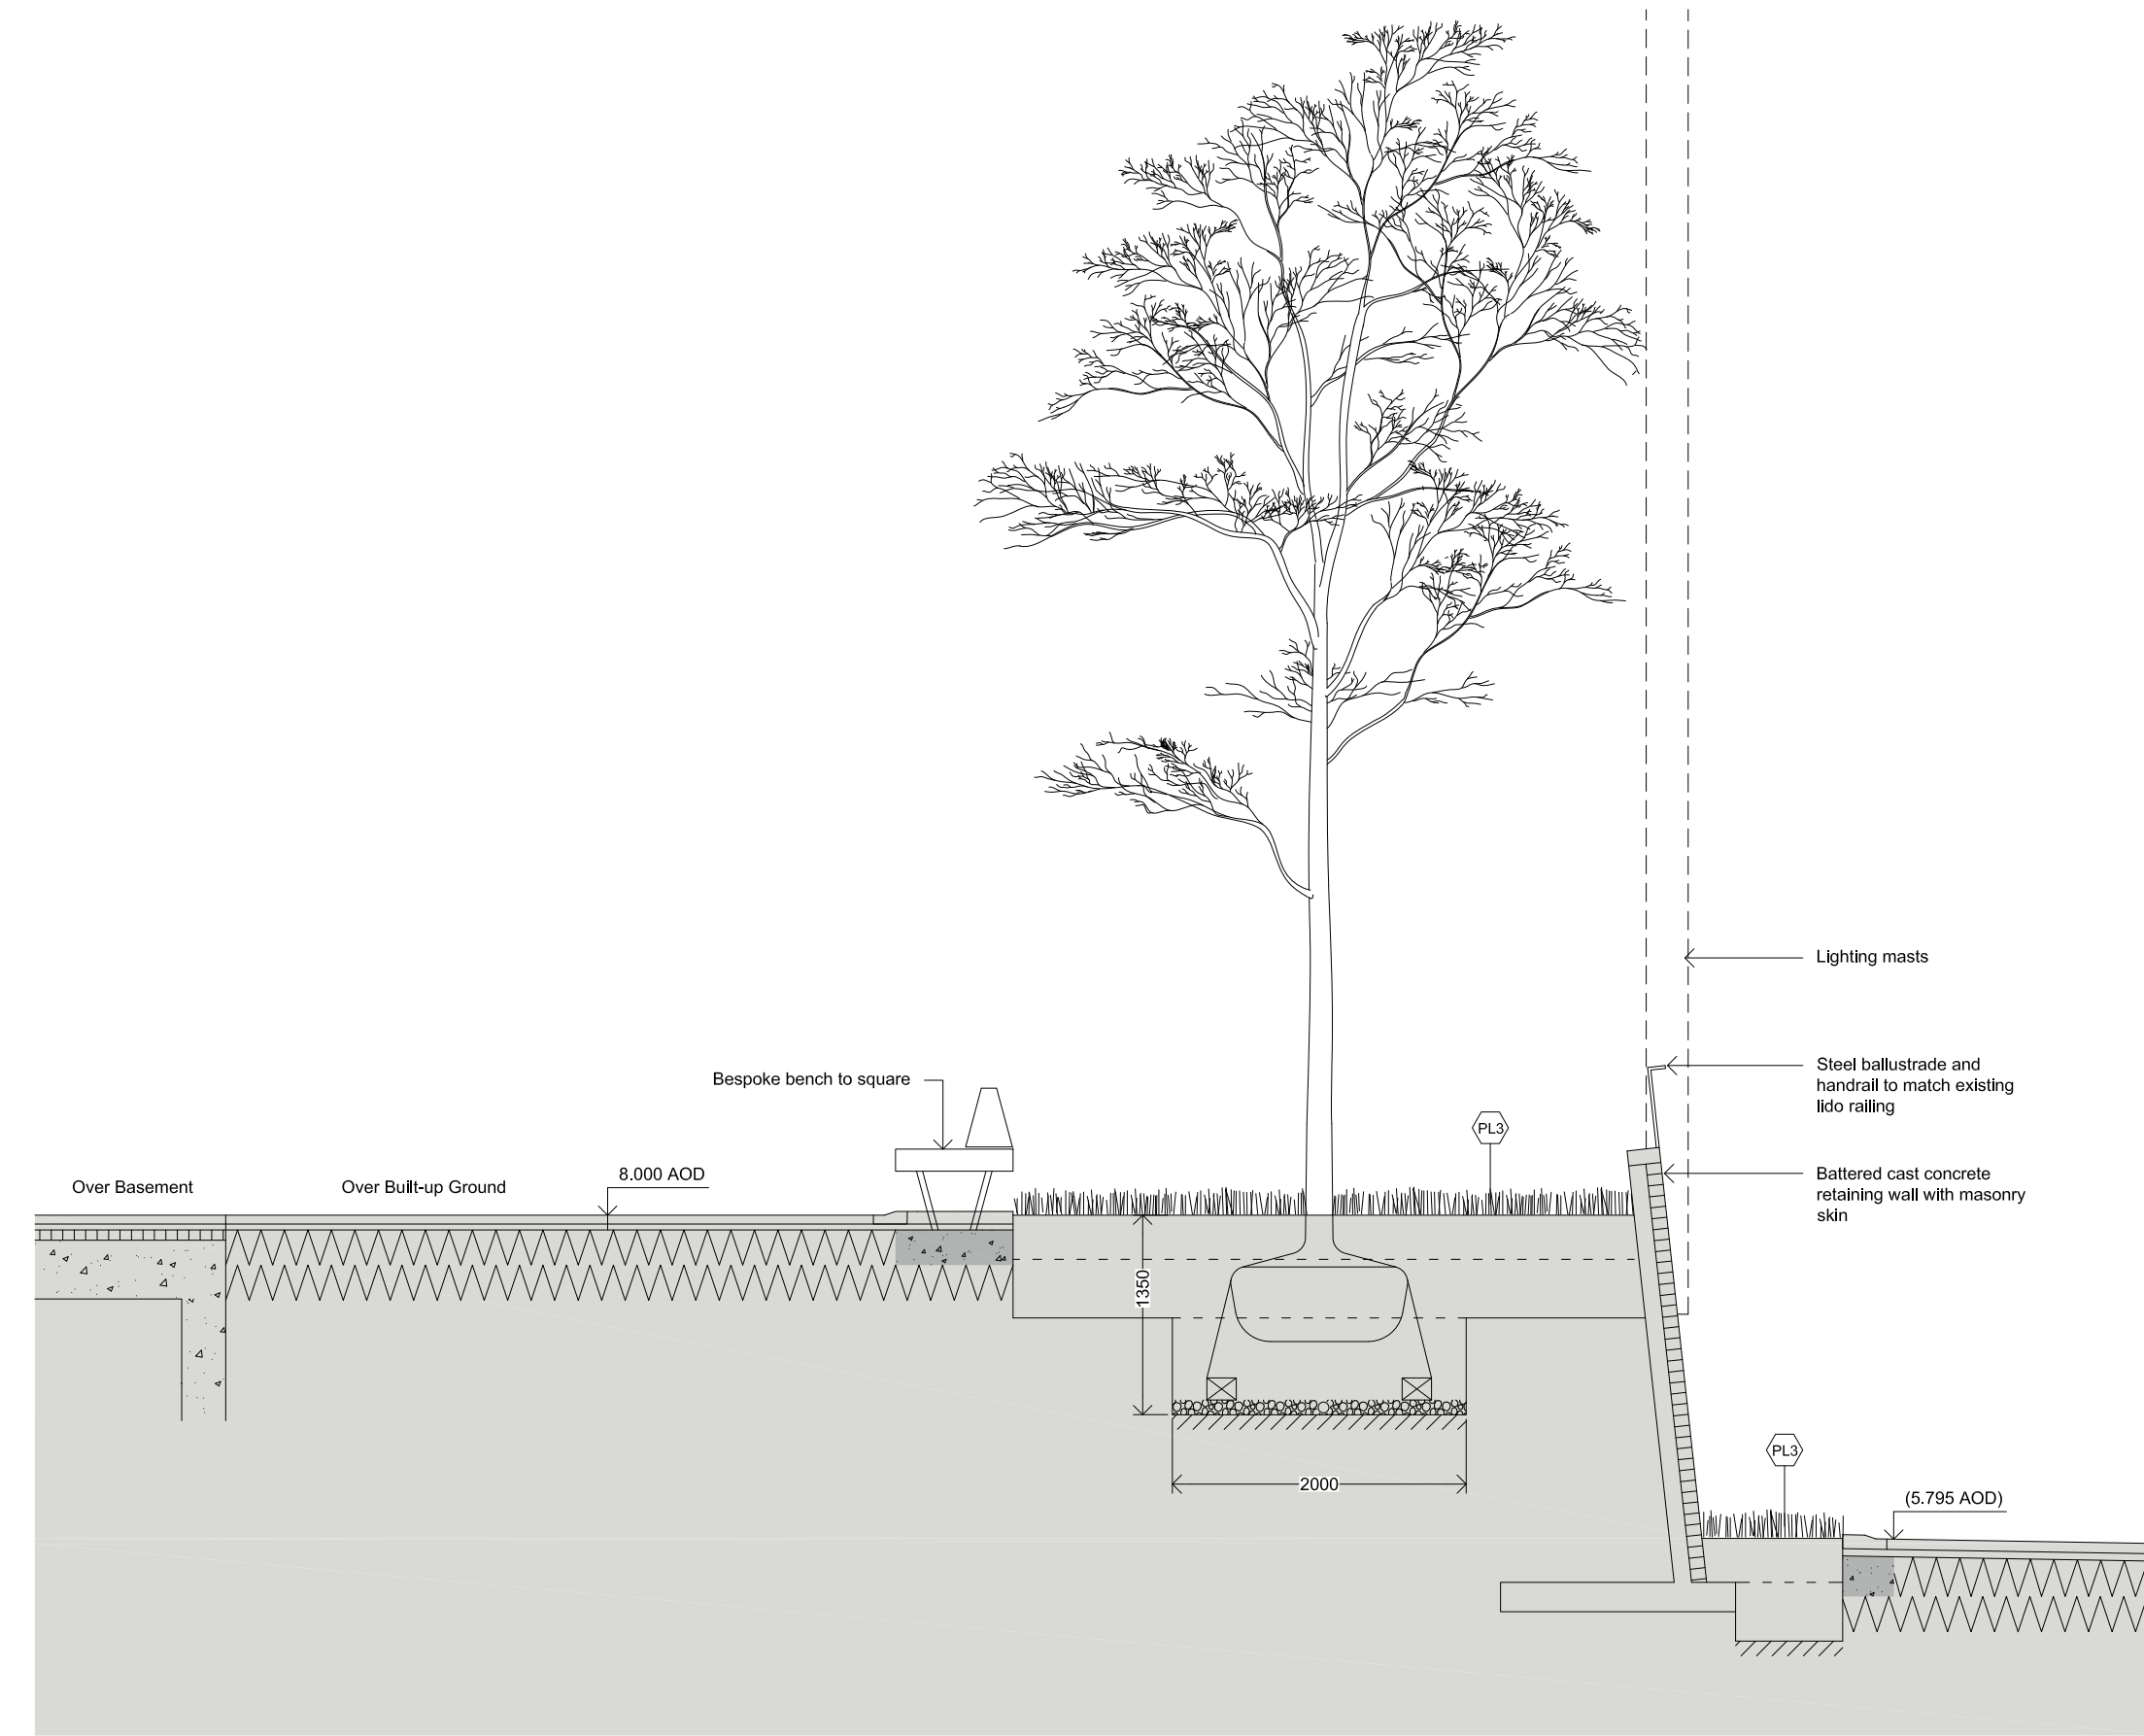 Lighting masts
Steel ballustrade and
handrail to match existing
lido railing
Bespoke bench to square
PL3
Battered cast concrete
retaining wall with masonry
skin
Over Basement
Over Built-up Ground
8.000 AOD
1350
2000
PL3
(5.795 AOD)